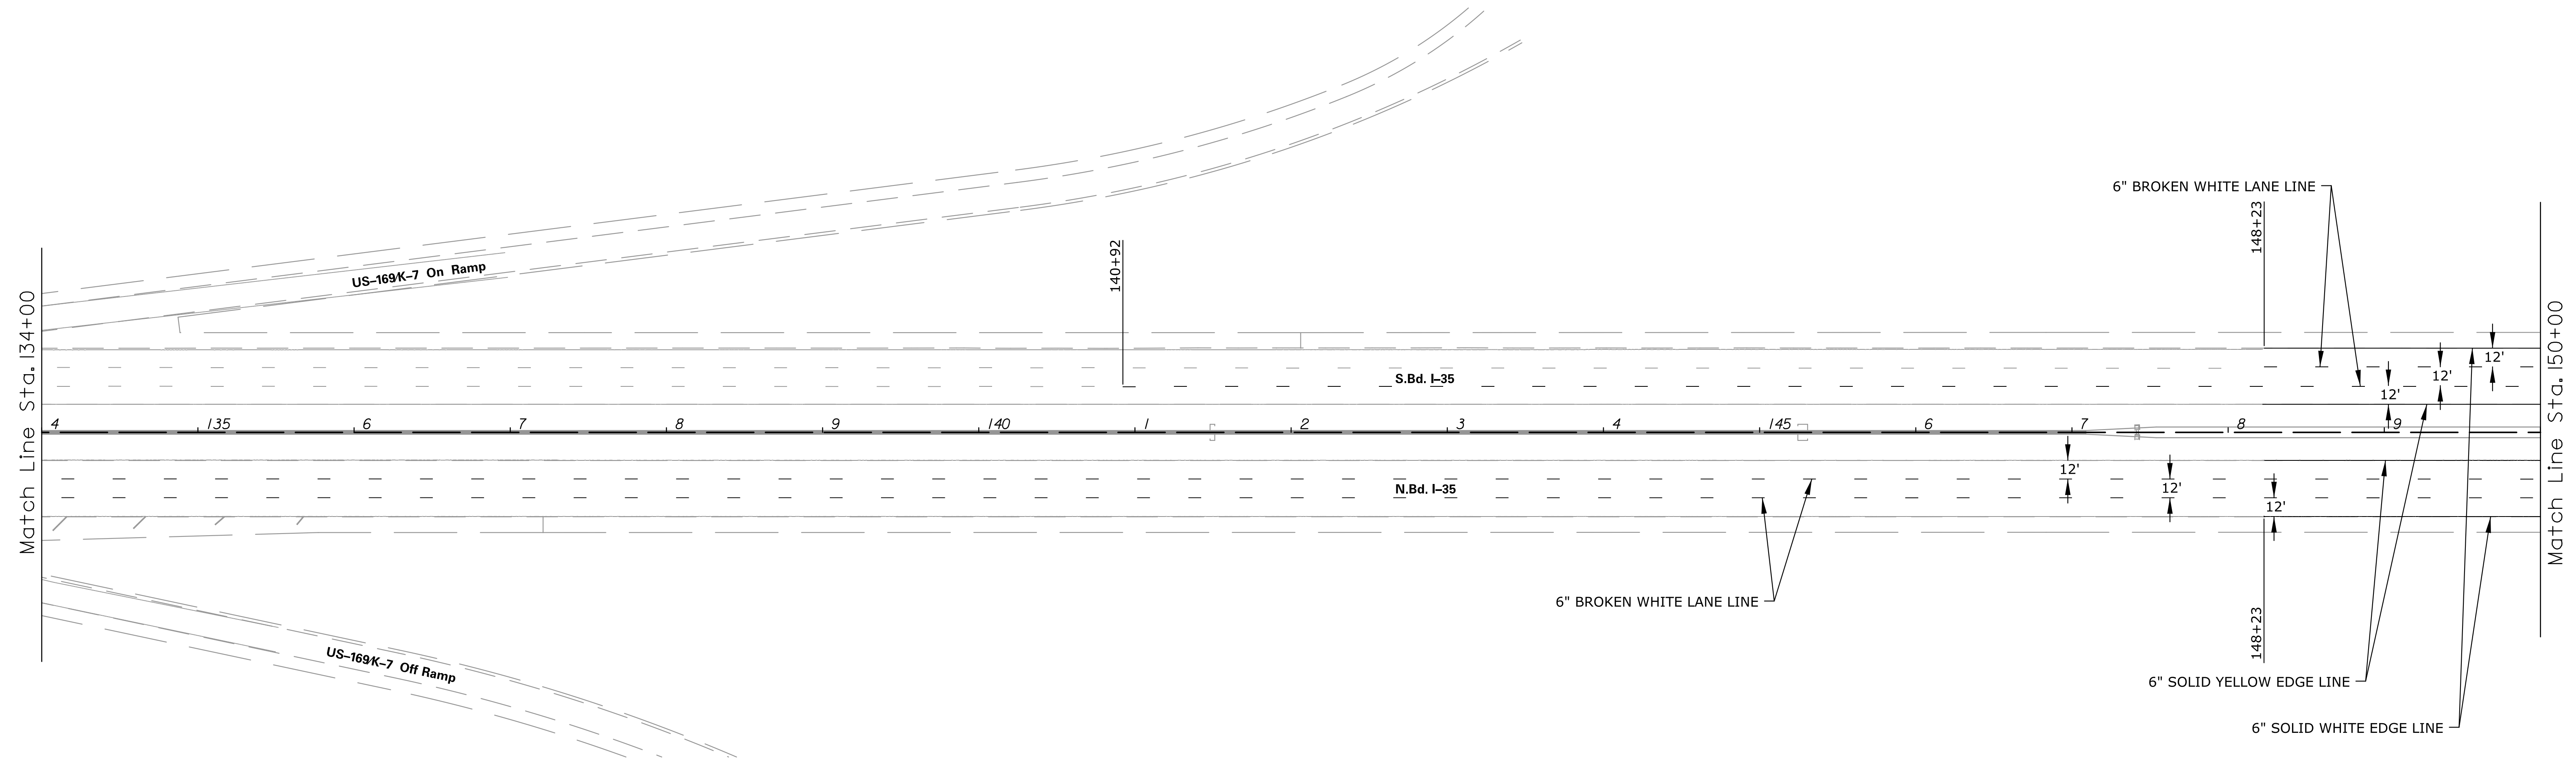 6" BROKEN WHITE LANE LINE
148+23
140+92
US-169/K-7 On Ramp
Match Line Sta. 134+00
Match Line Sta. 150+00
12'
12'
12'
S.Bd. I-35
4 135 6 7 8 9 140 1 2 3 4 145 6 7 8 9
12'
12'
12'
N.Bd. I-35
6" BROKEN WHITE LANE LINE
148+23
US-169/K-7 Off Ramp
6" SOLID YELLOW EDGE LINE
6" SOLID WHITE EDGE LINE